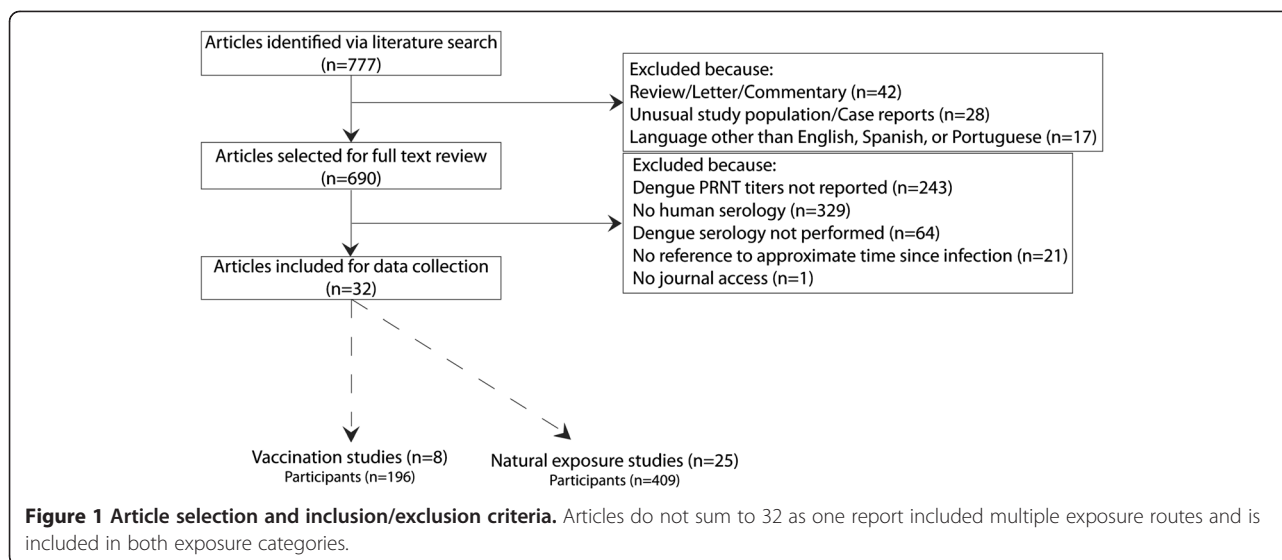 Articles identified via literature search
(n=777)
Excluded because:
Review/Letter/Commentary (n=42)
Unusual study population/Case reports (n=28)
Language other than English, Spanish, or Portuguese (n=17)
Articles selected for full text review
(n=690)
Excluded because:
Dengue PRNT titers not reported (n=243)
No human serology (n=329)
Dengue serology not performed (n=64)
No reference to approximate time since infection (n=21)
No journal access (n=1)
Articles included for data collection
(n=32)
Vaccination studies (n=8)
Participants (n=196)
Natural exposure studies (n=25)
Participants (n=409)
Figure 1 Article selection and inclusion/exclusion criteria. Articles do not sum to 32 as one report included multiple exposure routes and is
included in both exposure categories.